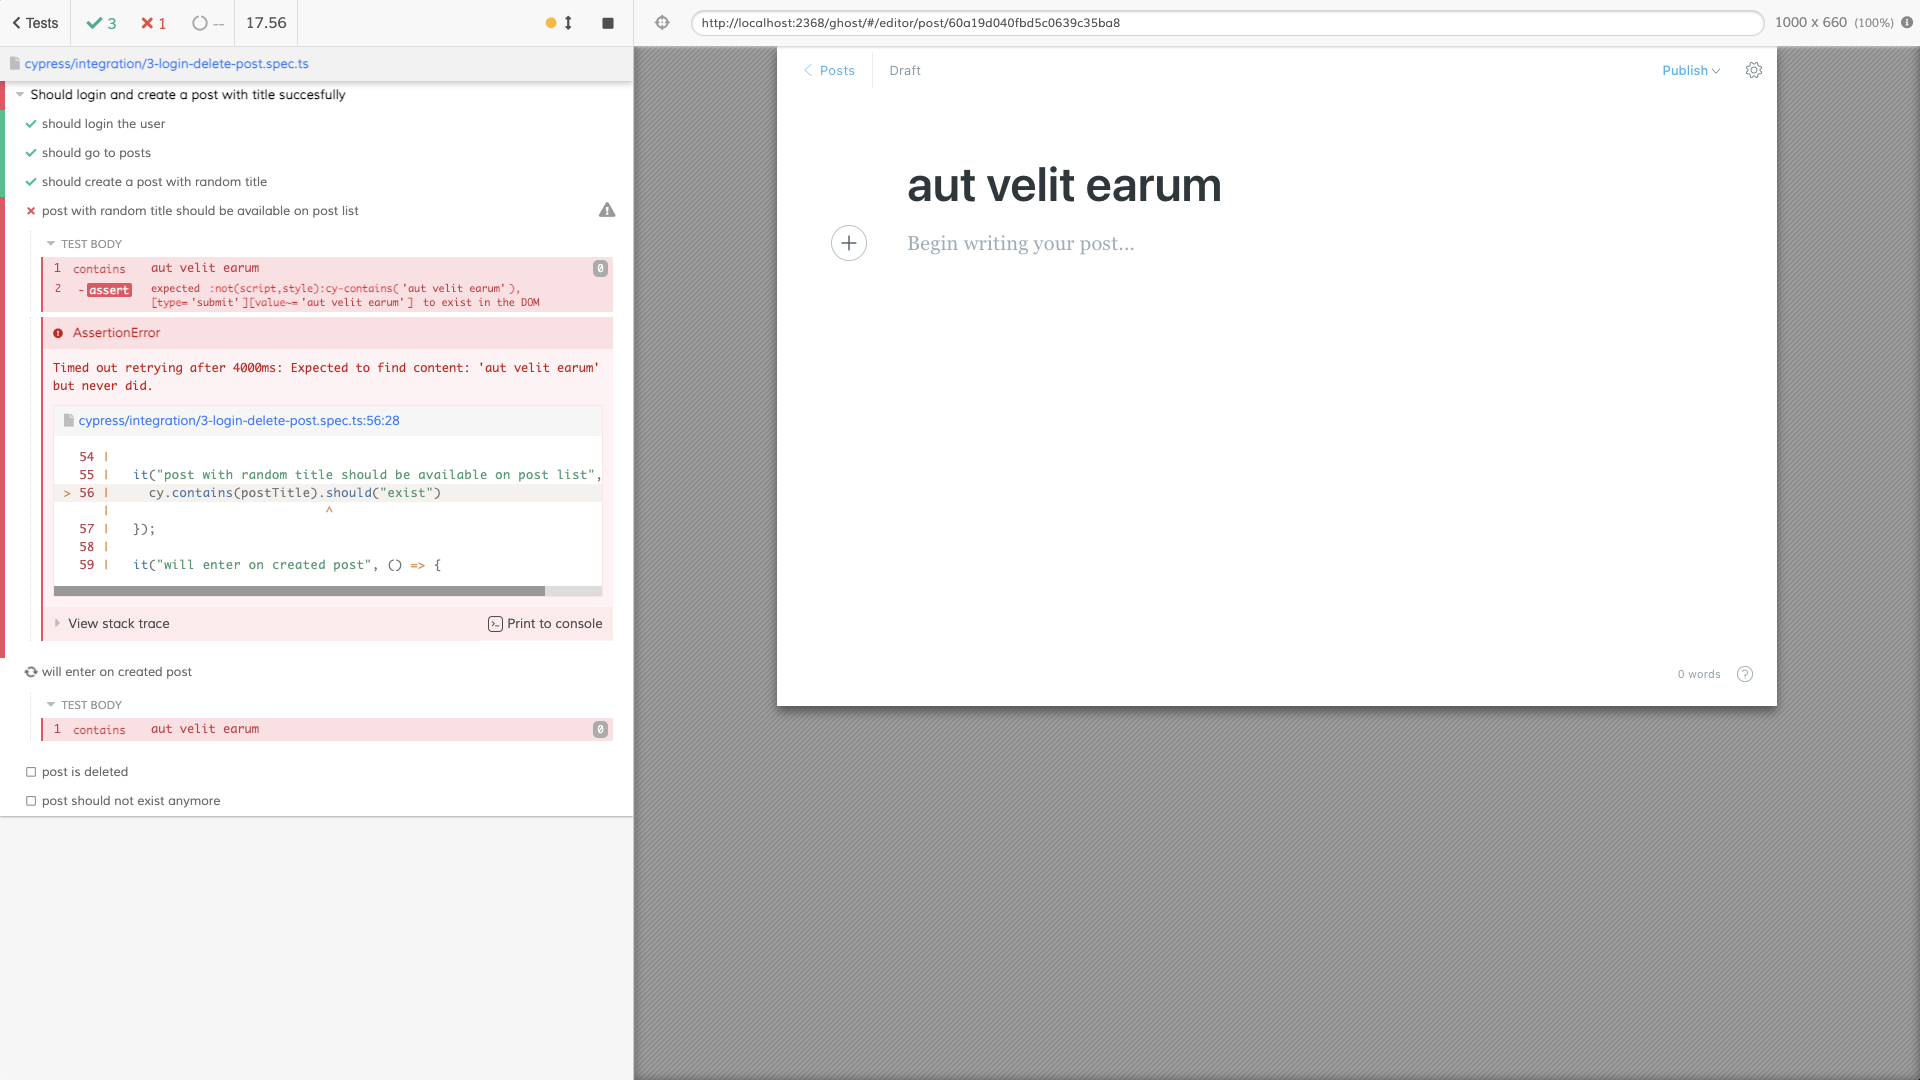 Tests
3
1
--
17.56
http://localhost:2368/ghost/#/editor/post/60a19d040fbd5c0639c35ba8
1000 x 660 (100%)
cypress/integration/3-login-delete-post.spec.ts
Should login and create a post with title succesfully
should login the user
should go to posts
should create a post with random title
post with random title should be available on post list
TEST BODY
1 contains aut velit earum 0
2 -assert expected :not(script,style):cy-contains('aut velit earum'),
[type='submit'][value~='aut velit earum'] to exist in the DOM
AssertionError
Timed out retrying after 4000ms: Expected to find content: 'aut velit earum'
but never did.
cypress/integration/3-login-delete-post.spec.ts:56:28
54 |
55 | it("post with random title should be available on post list",
> 56 | cy.contains(postTitle).should("exist")
| ^
57 | });
58 |
59 | it("will enter on created post", () => {
View stack trace
Print to console
will enter on created post
TEST BODY
1 contains aut velit earum 0
post is deleted
post should not exist anymore
Posts
Draft
Publish
aut velit earum
Begin writing your post...
0 words
?